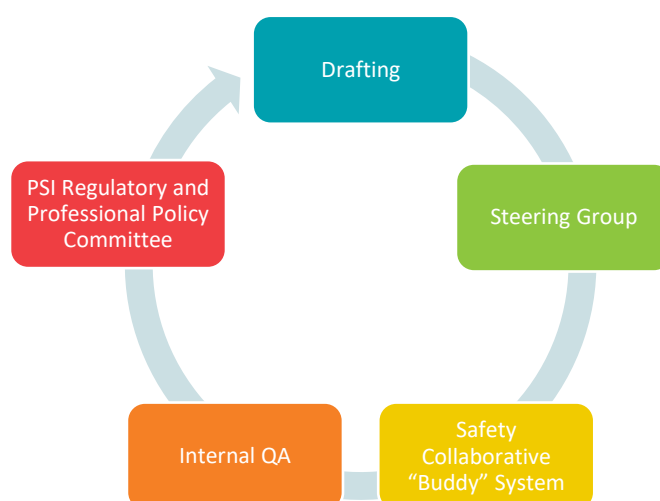 Drafting
Steering Group
Safety
Collaborative
“Buddy” System
Internal QA
PSI Regulatory and
Professional Policy
Committee